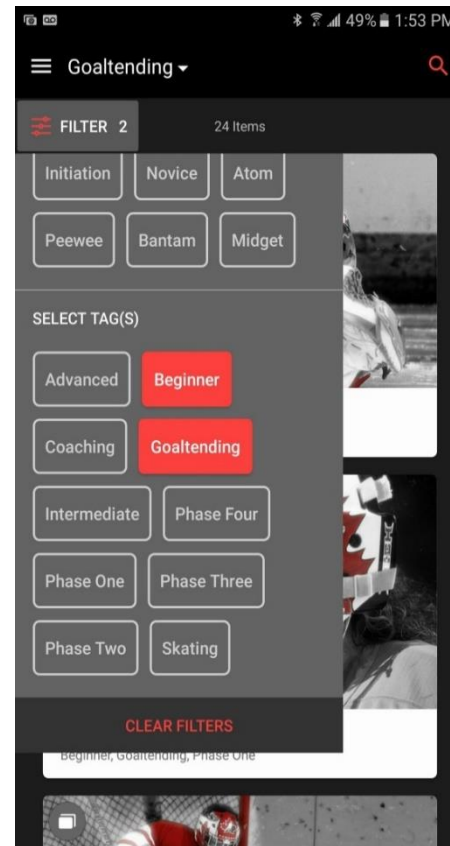 49% 1:53 PM
Goaltending
FILTER 2 24 Items
Initiation Novice Atom
Peewee Bantam Midget
SELECT TAG(S)
Advanced Beginner
Coaching Goaltending
Intermediate Phase Four
Phase One Phase Three
Phase Two Skating
CLEAR FILTERS
Beginner, Goaltending, Phase One